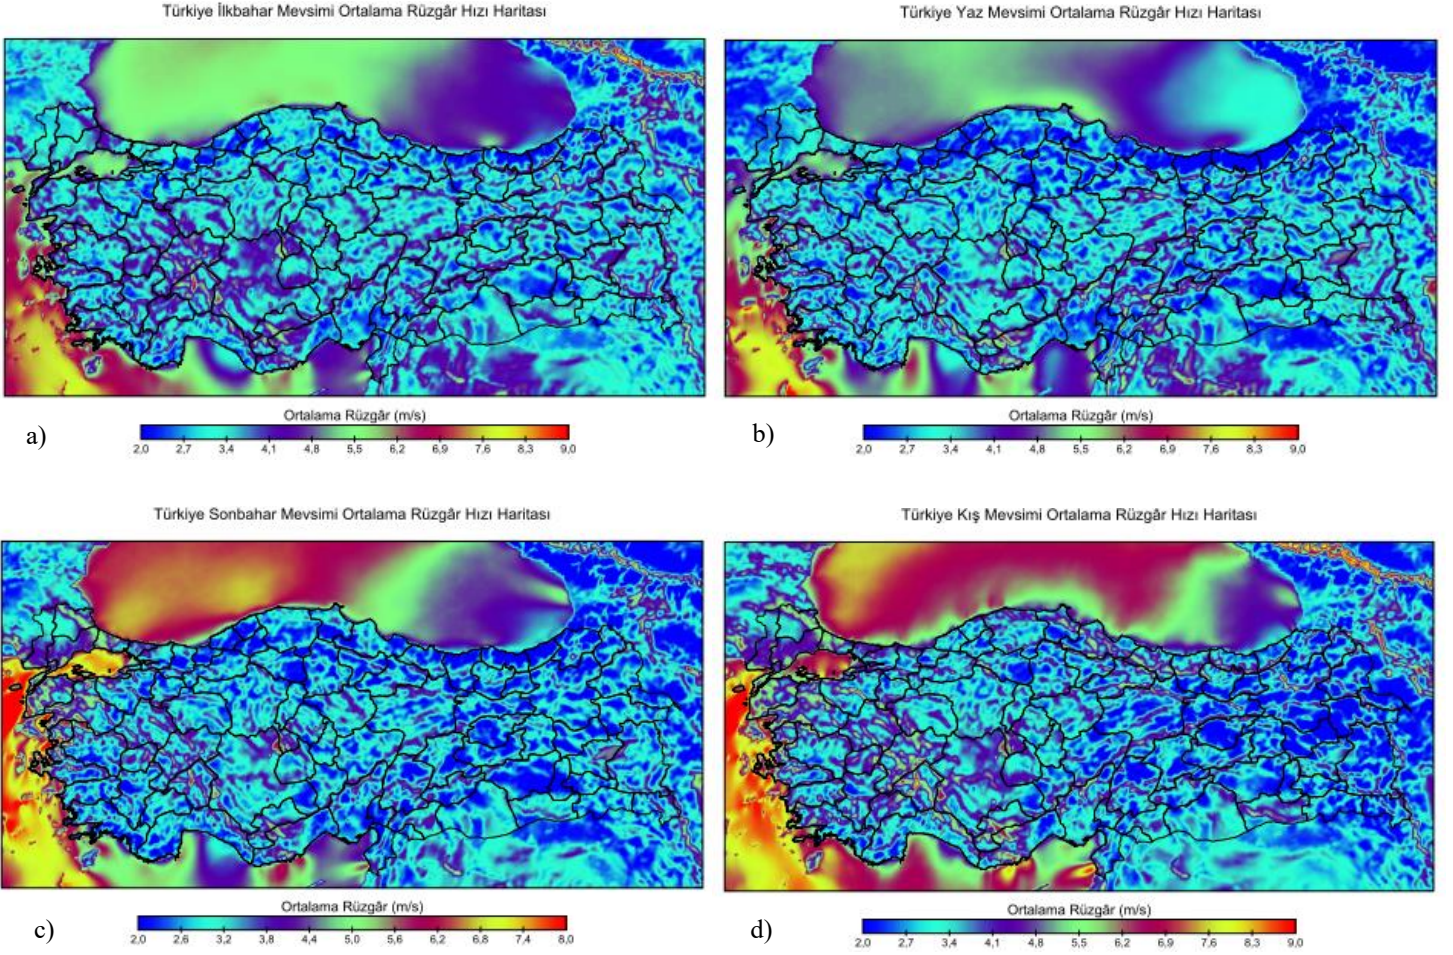 Türkiye İlkbahar Mevsimi Ortalama Rüzgâr Hızı Haritası
Türkiye Yaz Mevsimi Ortalama Rüzgâr Hızı Haritası
Ortalama Rüzgâr (m/s)
2,0 2,7 3,4 4,1 4,8 5,5 6,2 6,9 7,6 8,3 9,0
a)
Ortalama Rüzgâr (m/s)
2,0 2,7 3,4 4,1 4,8 5,5 6,2 6,9 7,6 8,3 9,0
b)
Türkiye Sonbahar Mevsimi Ortalama Rüzgâr Hızı Haritası
Türkiye Kış Mevsimi Ortalama Rüzgâr Hızı Haritası
Ortalama Rüzgâr (m/s)
2,0 2,6 3,2 3,8 4,4 5,0 5,6 6,2 6,8 7,4 8,0
c)
Ortalama Rüzgâr (m/s)
2,0 2,7 3,4 4,1 4,8 5,5 6,2 6,9 7,6 8,3 9,0
d)